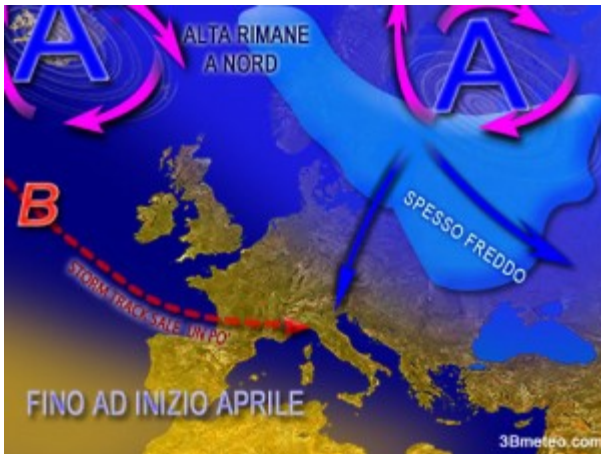 A
ALTA RIMANE
A NORD
A
B
SPESSO FREDDO
STORM TRACK SALE UN PO'
FINO AD INIZIO APRILE
3Bmeteo.com